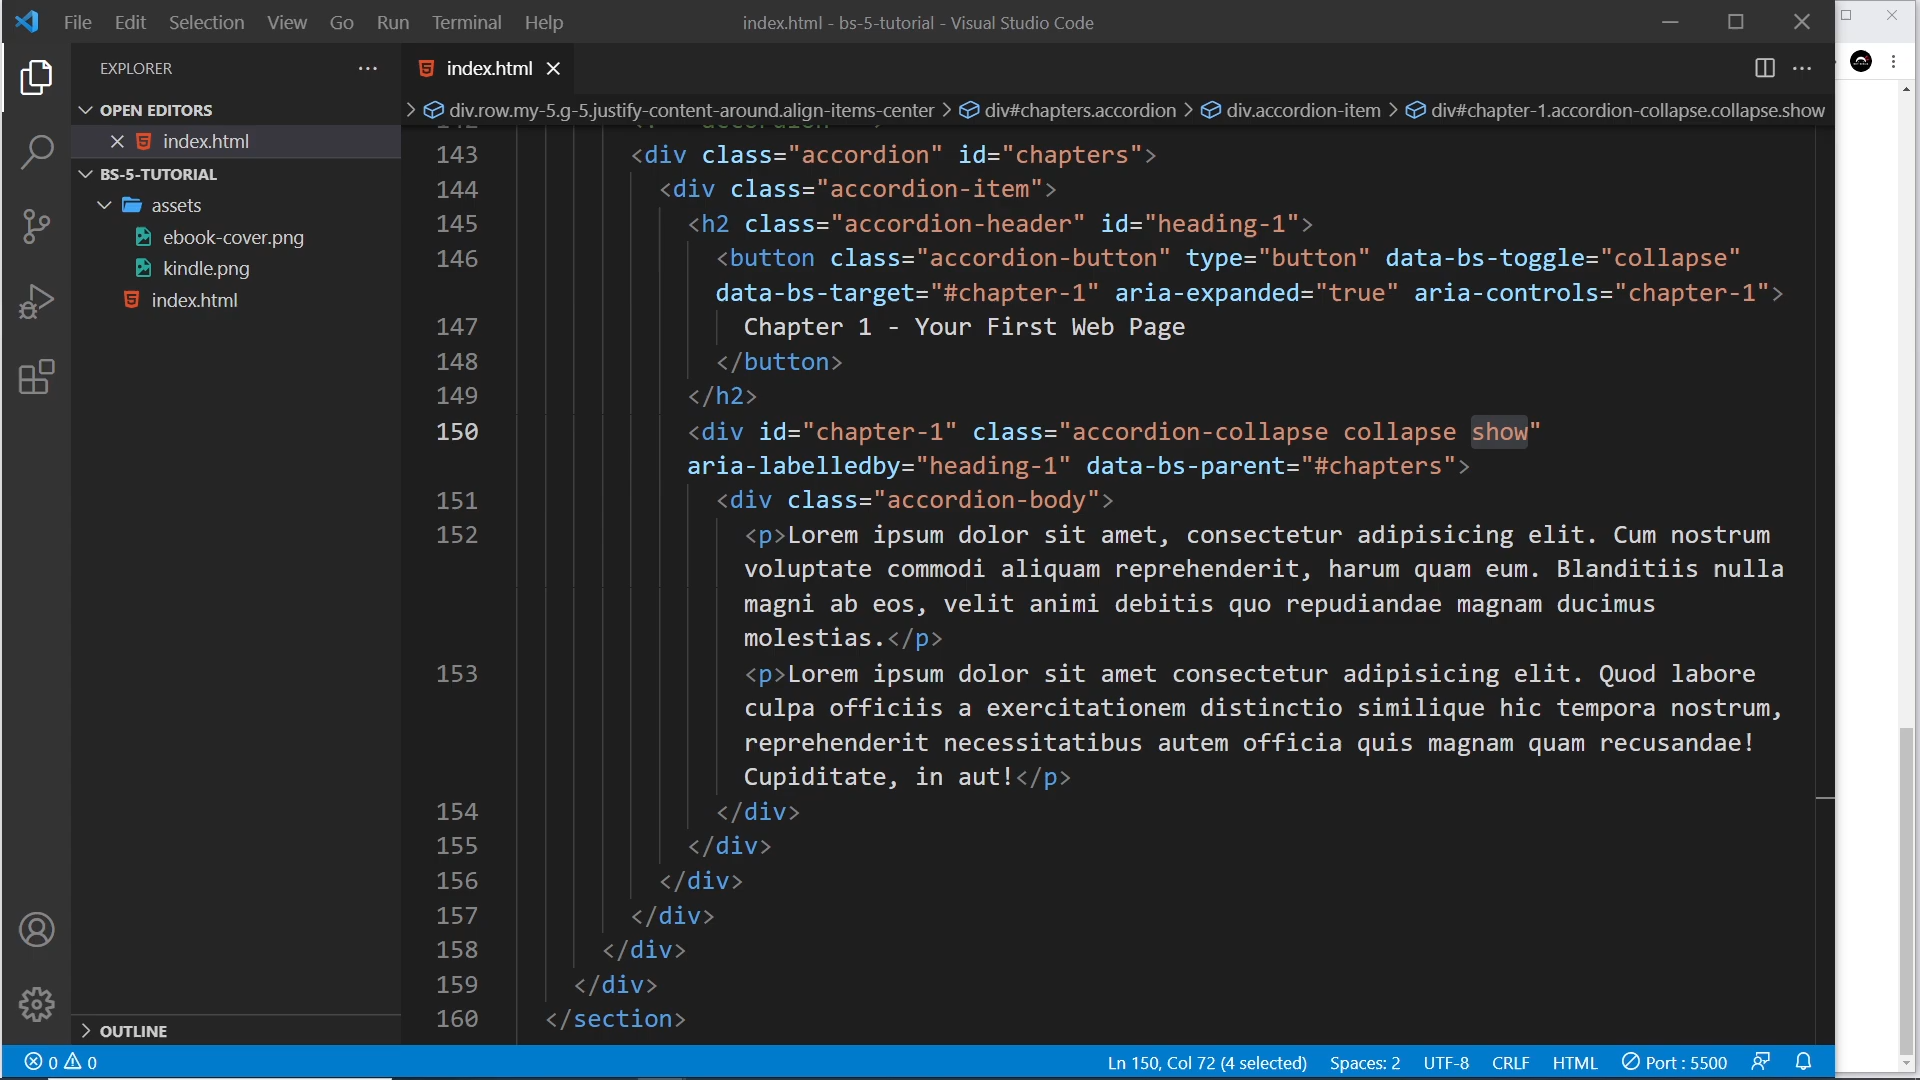 File Edit Selection View Go Run Terminal Help
index.html - bs-5-tutorial - Visual Studio Code
EXPLORER
index.html
OPEN EDITORS
index.html
BS-5-TUTORIAL
assets
ebook-cover.png
kindle.png
index.html
OUTLINE
div.row.my-5.g-5.justify-content-around.align-items-center > div#chapters.accordion > div.accordion-item > div#chapter-1.accordion-collapse.collapse.show
143 <div class="accordion" id="chapters">
144 <div class="accordion-item">
145 <h2 class="accordion-header" id="heading-1">
146 <button class="accordion-button" type="button" data-bs-toggle="collapse"
data-bs-target="#chapter-1" aria-expanded="true" aria-controls="chapter-1">
147 Chapter 1 - Your First Web Page
148 </button>
149 </h2>
150 <div id="chapter-1" class="accordion-collapse collapse show"
aria-labelledby="heading-1" data-bs-parent="#chapters">
151 <div class="accordion-body">
152 <p>Lorem ipsum dolor sit amet, consectetur adipisicing elit. Cum nostrum
voluptate commodi aliquam reprehenderit, harum quam eum. Blanditiis nulla
magni ab eos, velit animi debitis quo repudiandae magnam ducimus
molestias.</p>
153 <p>Lorem ipsum dolor sit amet consectetur adipisicing elit. Quod labore
culpa officiis a exercitationem distinctio similique hic tempora nostrum,
reprehenderit necessitatibus autem officia quis magnam quam recusandae!
Cupiditate, in aut!</p>
154 </div>
155 </div>
156 </div>
157 </div>
158 </div>
159 </div>
160 </section>
0 0
Ln 150, Col 72 (4 selected) Spaces: 2 UTF-8 CRLF HTML Port : 5500